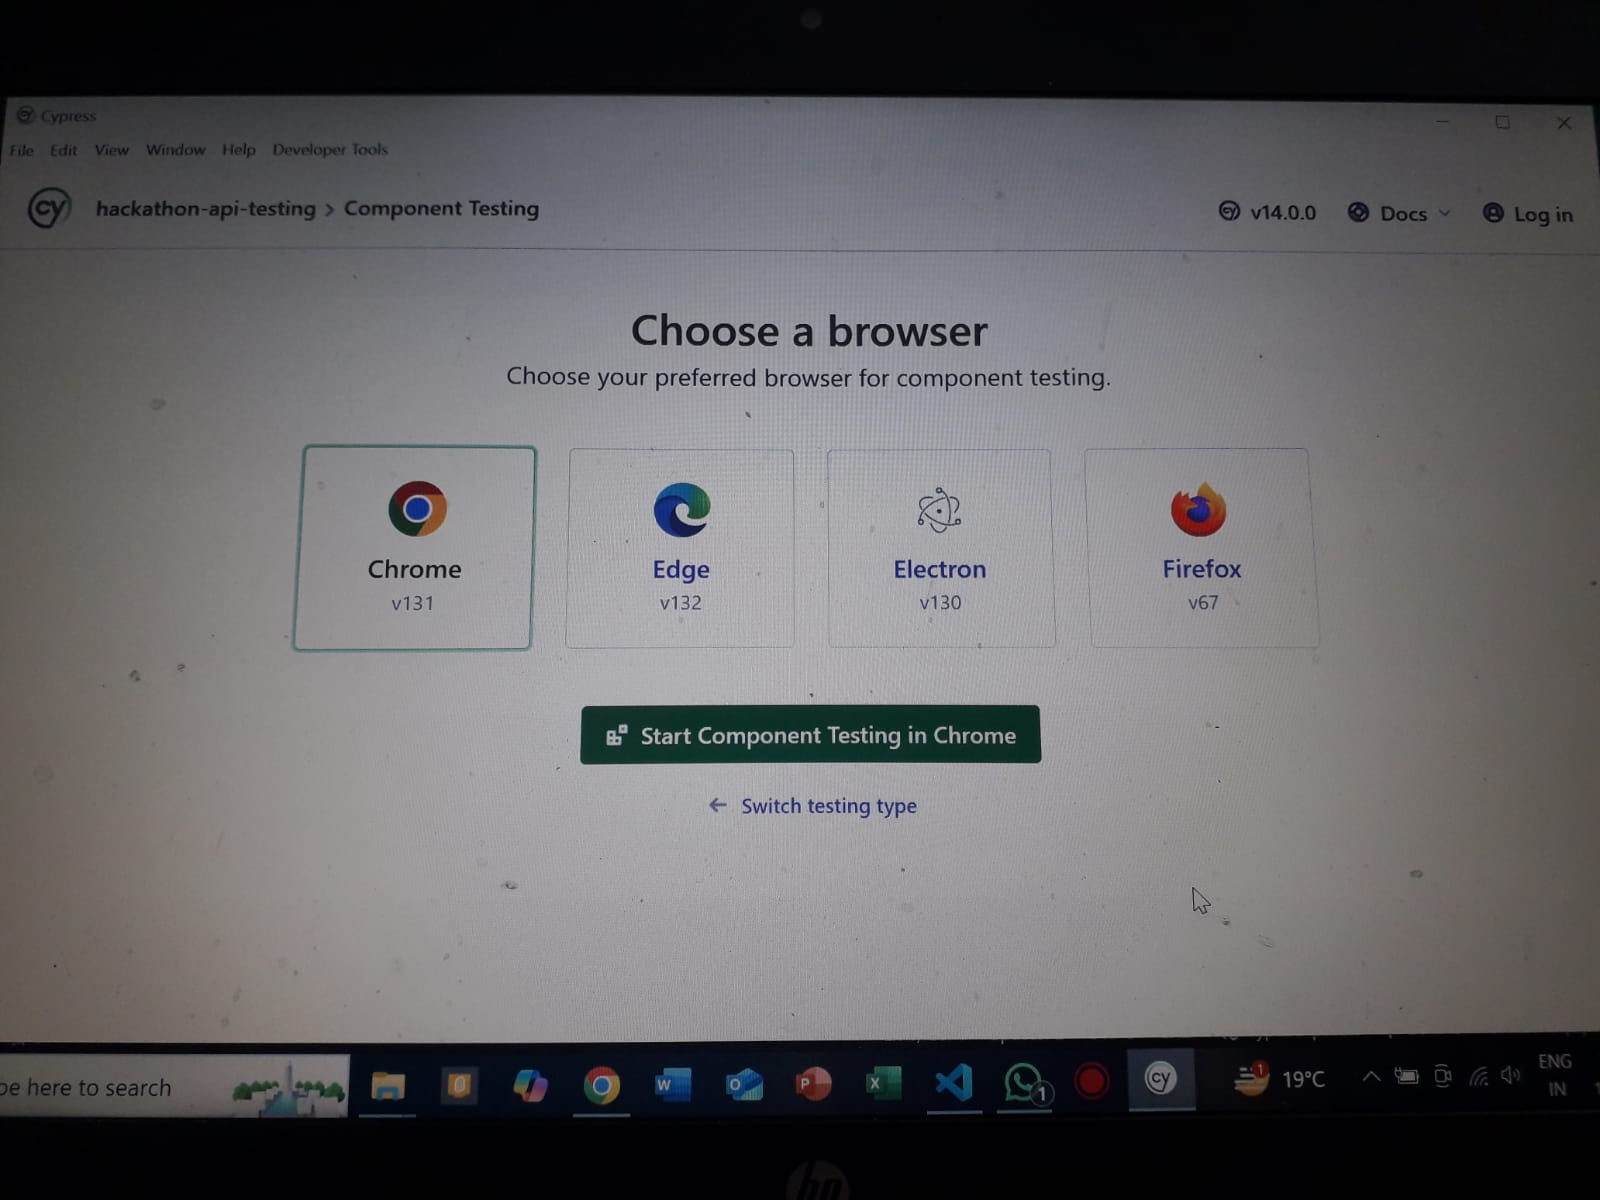 Cypress
File Edit View Window Help Developer Tools
cy hackathon-api-testing > Component Testing
cy v14.0.0 Docs Log in
Choose a browser
Choose your preferred browser for component testing.
Chrome
v131
Edge
v132
Electron
v130
Firefox
v67
Start Component Testing in Chrome
← Switch testing type
pe here to search
W
O
P
X
1
cy
1
19°C
ENG
IN
hp